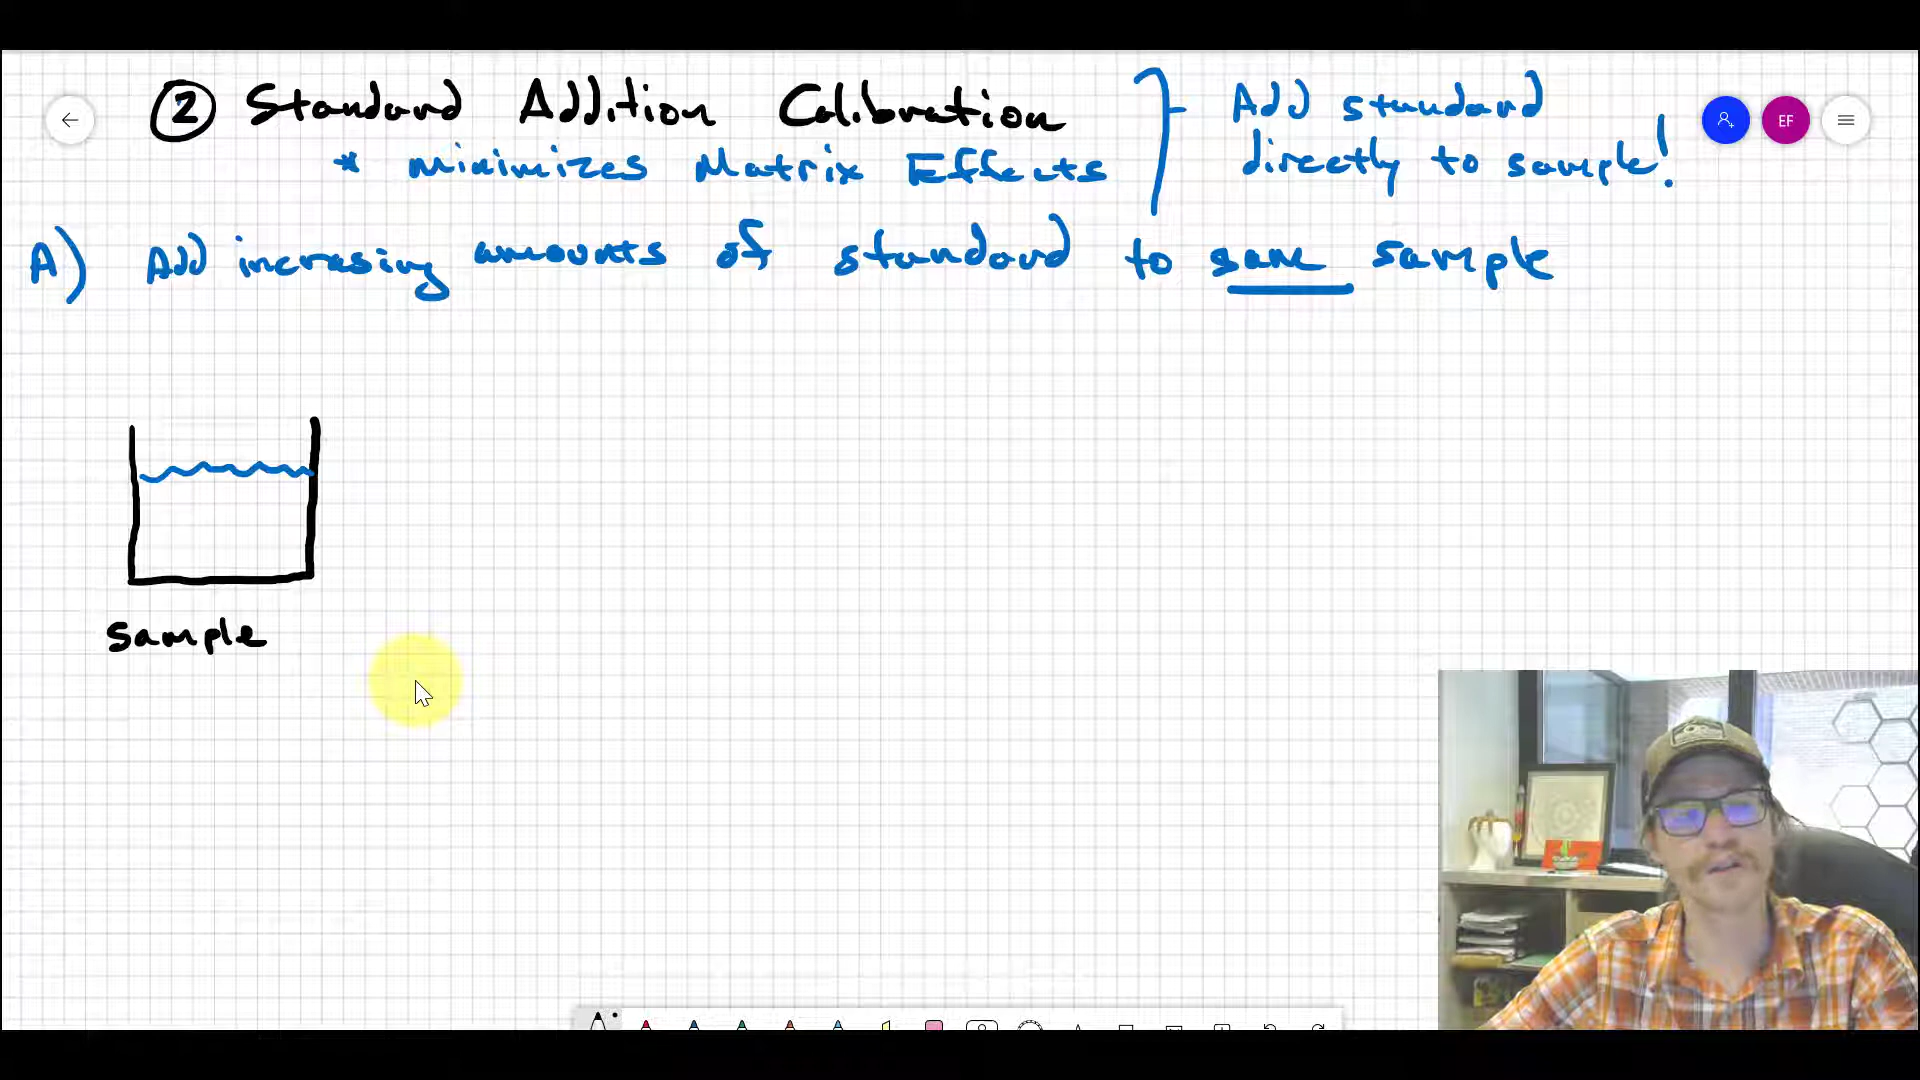 ② Standard Addition Calibration
* Minimizes Matrix Effects
Add standard
directly to sample!
EF
A) Add incrasing amounts of standard to same sample
sample